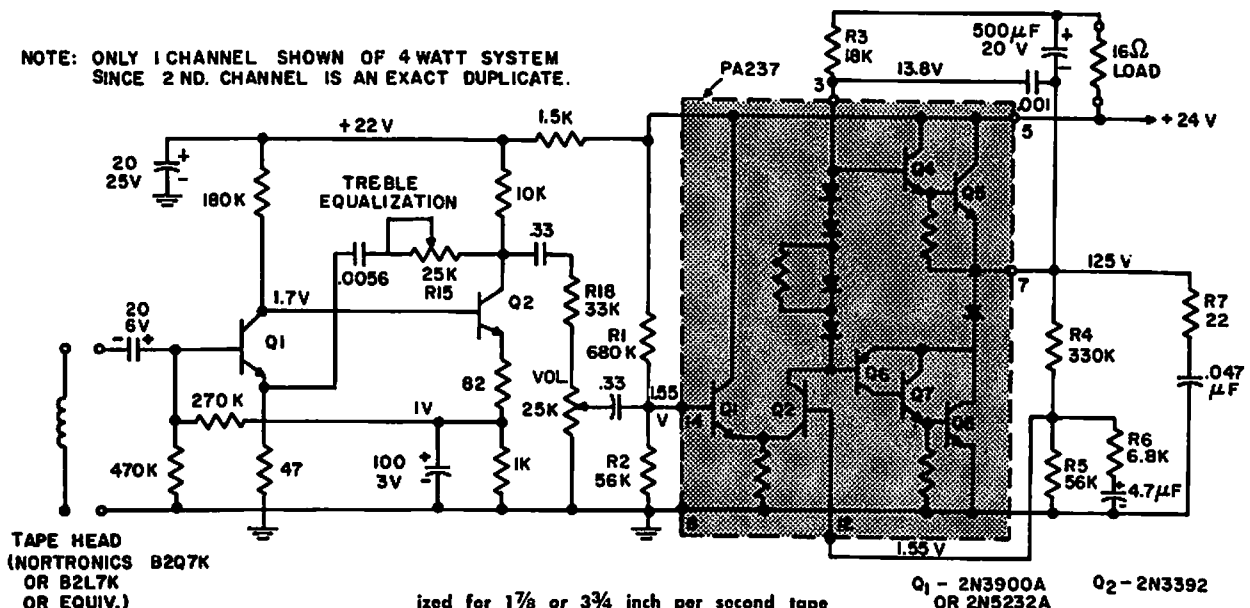 NOTE: ONLY 1 CHANNEL SHOWN OF 4 WATT SYSTEM
SINCE 2 ND. CHANNEL IS AN EXACT DUPLICATE.
PA237
R3
18K
500µF
20 V
+
-
16Ω
LOAD
3
13.8V
.001
5
+ 24 V
+22 V
1.5K
20
25V
+
-
180K
TREBLE
EQUALIZATION
10K
.0056
25K
R15
.33
Q4
Q5
7
125 V
1.7V
Q2
R18
33K
R1
680K
R4
330K
R7
22
.047
µF
20
6V
-
+
Q1
82
VOL
25K
.33
1.55
V
14
Q1
Q2
Q6
Q7
Q8
270K
1V
470K
47
100
3V
+
-
1K
R2
56K
R5
56K
R6
6.8K
+
4.7µF
-
8
12
1.55 V
TAPE HEAD
(NORTRONICS B2Q7K
OR B2L7K
OR EQUIV.)
ized for 1⅞ or 3¾ inch per second tape
Q1 - 2N3900A
OR 2N5232A
Q2 - 2N3392